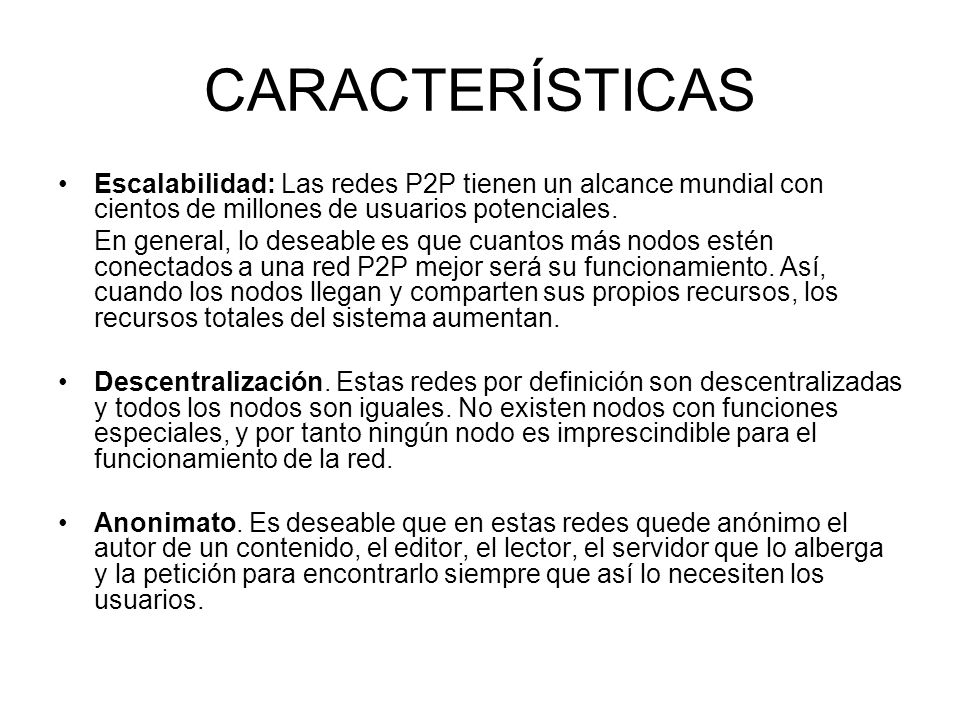 CARACTERÍSTICAS
• Escalabilidad: Las redes P2P tienen un alcance mundial con
cientos de millones de usuarios potenciales.
En general, lo deseable es que cuantos más nodos estén
conectados a una red P2P mejor será su funcionamiento. Así,
cuando los nodos llegan y comparten sus propios recursos, los
recursos totales del sistema aumentan.
• Descentralización. Estas redes por definición son descentralizadas
y todos los nodos son iguales. No existen nodos con funciones
especiales, y por tanto ningún nodo es imprescindible para el
funcionamiento de la red.
• Anonimato. Es deseable que en estas redes quede anónimo el
autor de un contenido, el editor, el lector, el servidor que lo alberga
y la petición para encontrarlo siempre que así lo necesiten los
usuarios.